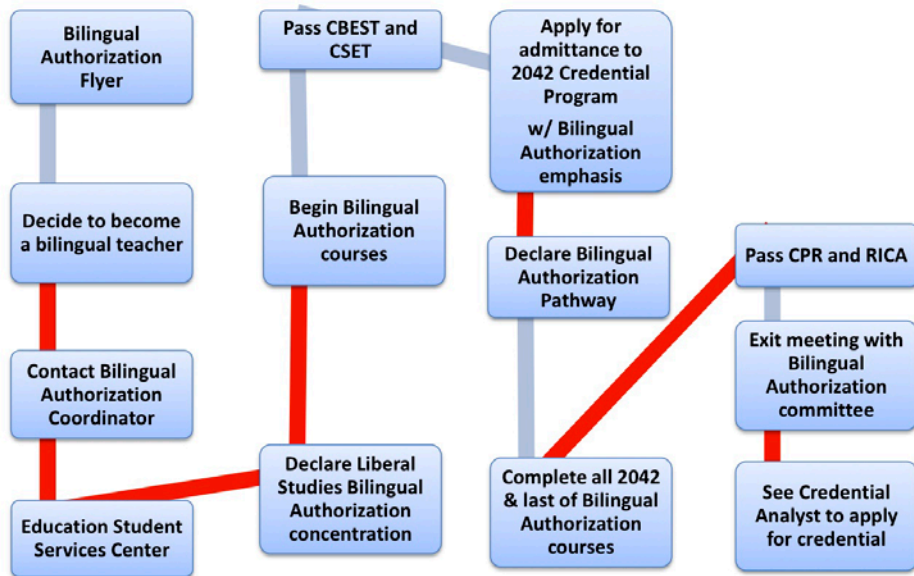 Bilingual
Authorization
Flyer
Decide to become
a bilingual teacher
Contact Bilingual
Authorization
Coordinator
Education Student
Services Center
Declare Liberal
Studies Bilingual
Authorization
concentration
Begin Bilingual
Authorization
courses
Pass CBEST and
CSET
Apply for
admittance to
2042 Credential
Program
w/ Bilingual
Authorization
emphasis
Declare Bilingual
Authorization
Pathway
Complete all 2042
& last of Bilingual
Authorization
courses
Pass CPR and RICA
Exit meeting with
Bilingual
Authorization
committee
See Credential
Analyst to apply
for credential